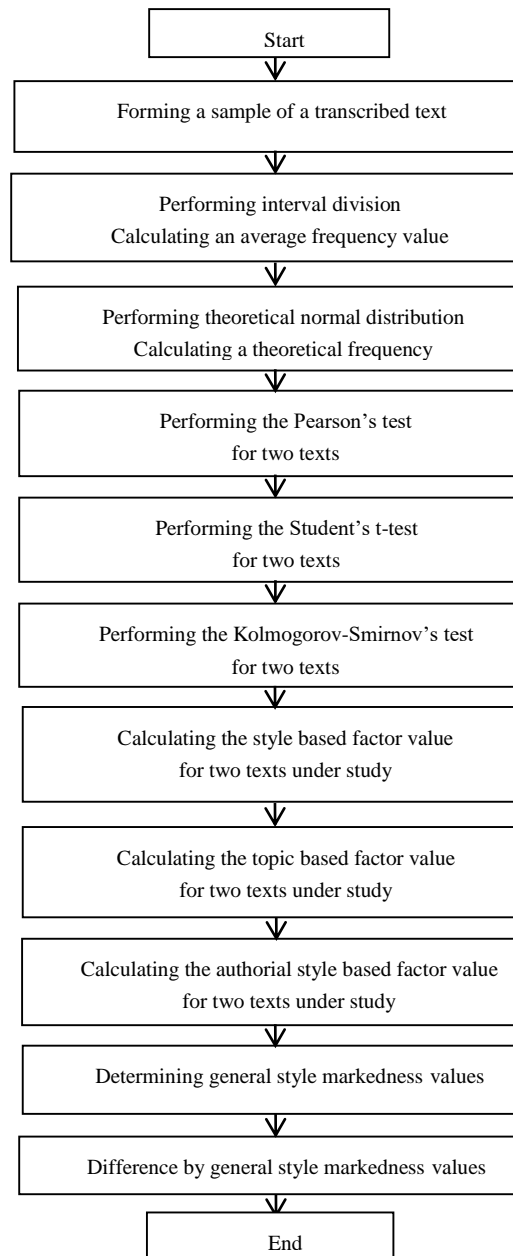 Start
Forming a sample of a transcribed text
Performing interval division
Calculating an average frequency value
Performing theoretical normal distribution
Calculating a theoretical frequency
Performing the Pearson’s test
for two texts
Performing the Student’s t-test
for two texts
Performing the Kolmogorov-Smirnov’s test
for two texts
Calculating the style based factor value
for two texts under study
Calculating the topic based factor value
for two texts under study
Calculating the authorial style based factor value
for two texts under study
Determining general style markedness values
Difference by general style markedness values
End